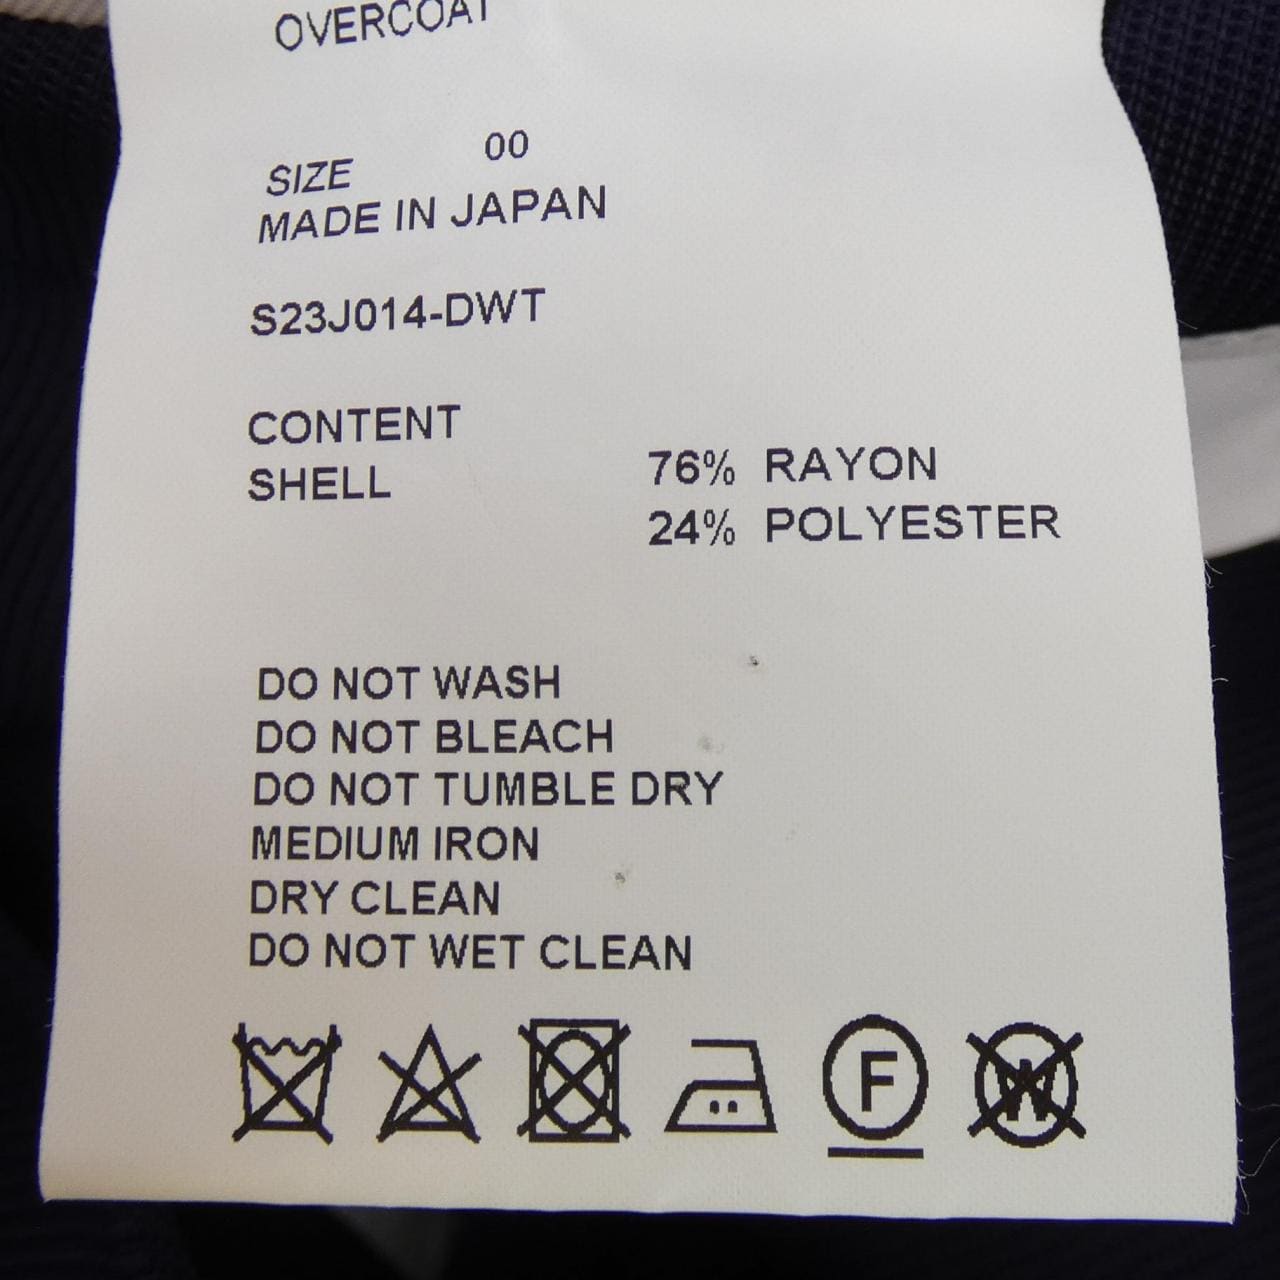 OVERCOAT
SIZE 00
MADE IN JAPAN
S23J014-DWT
CONTENT
SHELL 76% RAYON
24% POLYESTER
DO NOT WASH
DO NOT BLEACH
DO NOT TUMBLE DRY
MEDIUM IRON
DRY CLEAN
DO NOT WET CLEAN
F W